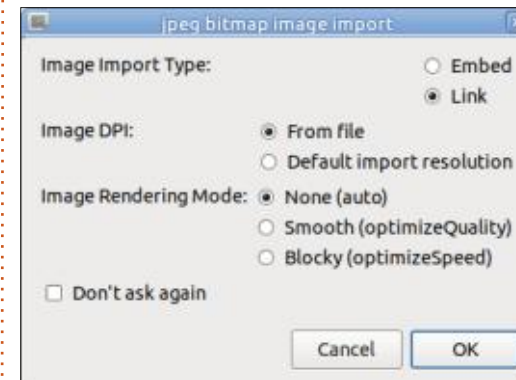 jpeg bitmap image import
Image Import Type:
Embed
Link
Image DPI:
From file
Default import resolution
Image Rendering Mode:
None (auto)
Smooth (optimizeQuality)
Blocky (optimizeSpeed)
Don't ask again
Cancel
OK